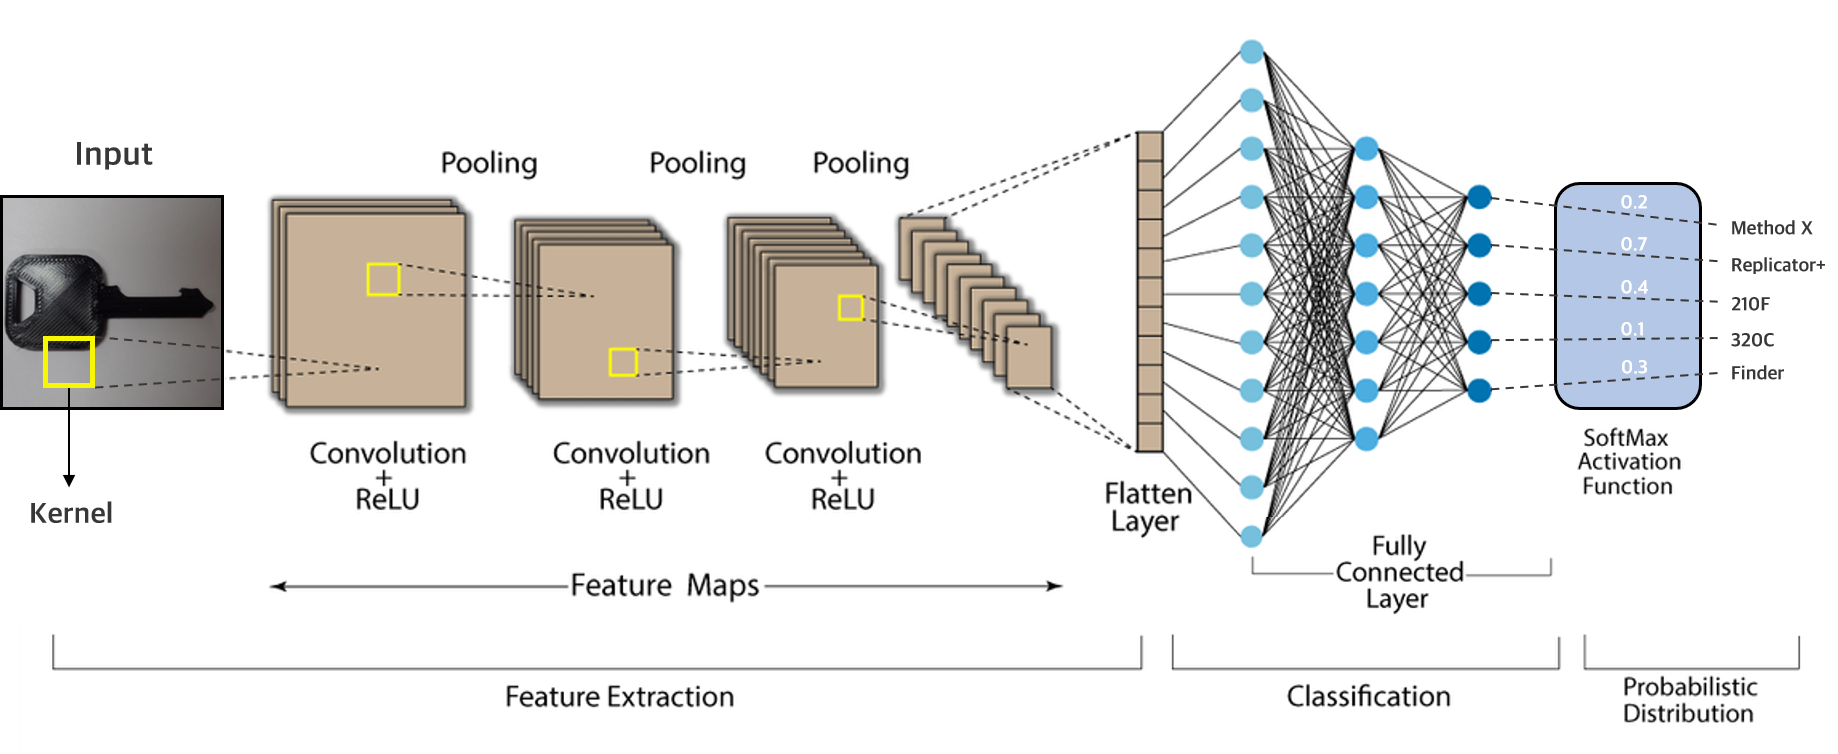 Input
Pooling
Pooling
Pooling
Kernel
Convolution
+
ReLU
Convolution
+
ReLU
Convolution
+
ReLU
Flatten
Layer
0.2
0.7
0.4
0.1
0.3
Method X
Replicator+
210F
320C
Finder
SoftMax
Activation
Function
Fully
Connected
Layer
Feature Maps
Feature Extraction
Classification
Probabilistic
Distribution